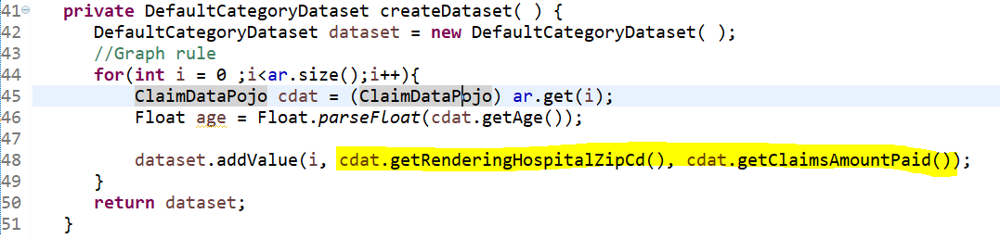 41 private DefaultCategoryDataset createDataset( ) {
42 DefaultCategoryDataset dataset = new DefaultCategoryDataset( );
43 //Graph rule
44 for(int i = 0 ;i<ar.size();i++){
45 ClaimDataPojo cdat = (ClaimDataPojo) ar.get(i);
46 Float age = Float.parseFloat(cdat.getAge());
47
48 dataset.addValue(i, cdat.getRenderingHospitalZipCd(), cdat.getClaimsAmountPaid());
49 }
50 return dataset;
51 }